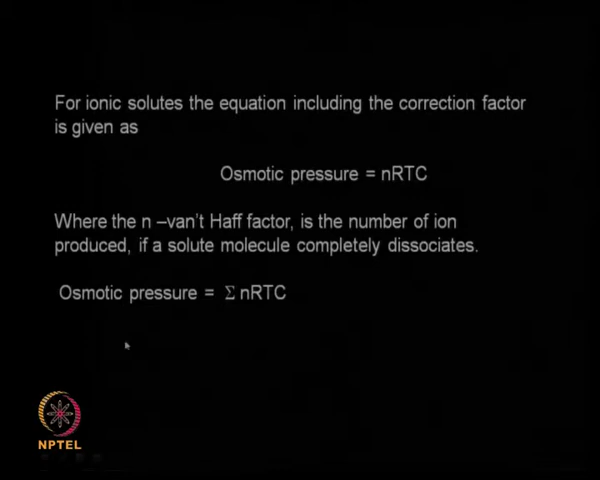 For ionic solutes the equation including the correction factor
is given as
Osmotic pressure = nRTC
Where the n –van't Haff factor, is the number of ion
produced, if a solute molecule completely dissociates.
Osmotic pressure = Σ nRTC
NPTEL